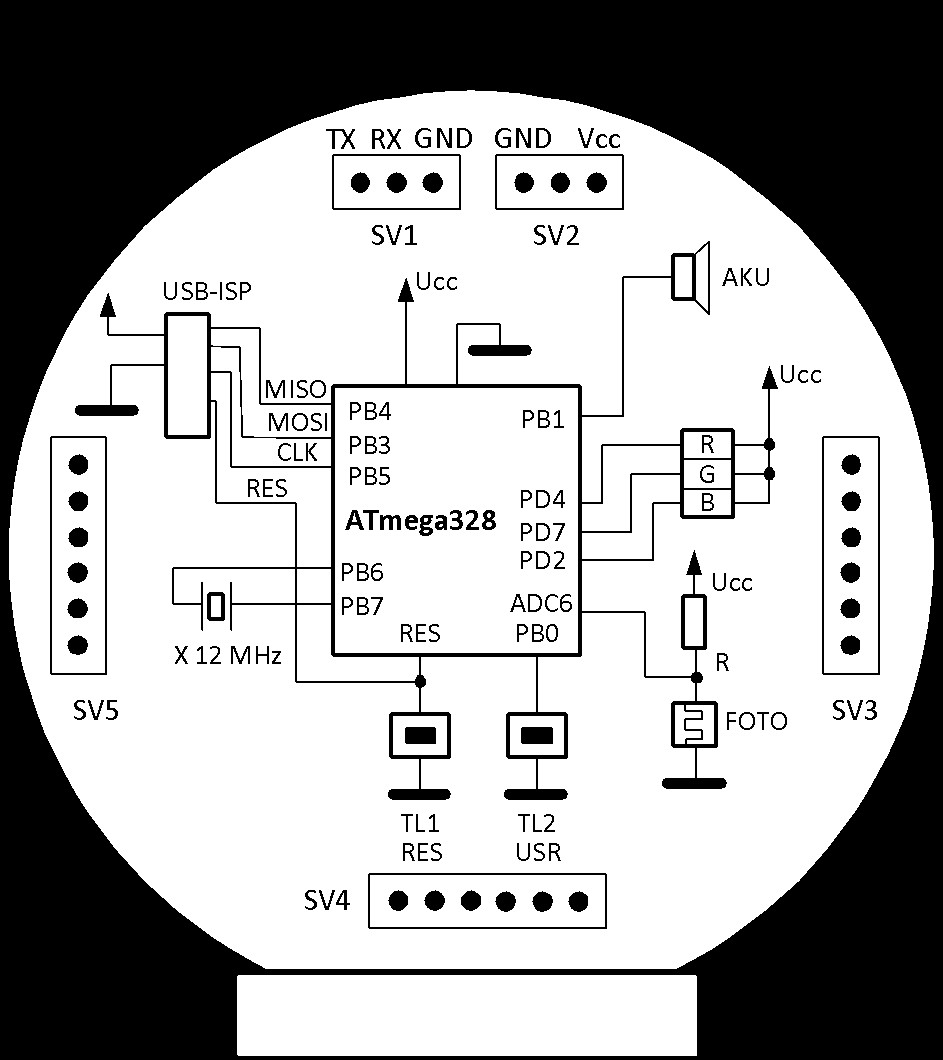 TX RX GND GND Vcc
SV1 SV2
AKU
Ucc
USB-ISP
Ucc
MISO
PB4
PB1
MOSI
PB3
R
CLK
PB5
G
RES
PD4
B
ATmega328
PD7
PD2
PB6
Ucc
PB7
ADC6
RES
PB0
X 12 MHz
R
SV5
FOTO
SV3
TL1
RES
TL2
USR
SV4